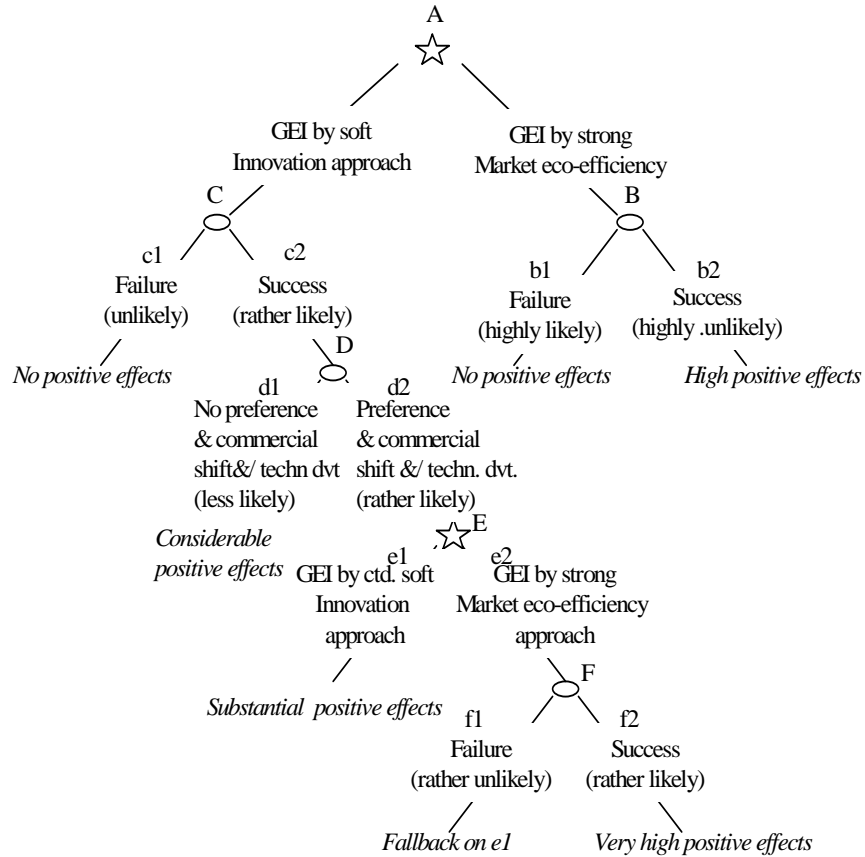 A
GEI by soft
Innovation approach
GEI by strong
Market eco-efficiency
C
B
c1
Failure
(unlikely)
c2
Success
(rather likely)
b1
Failure
(highly likely)
b2
Success
(highly .unlikely)
No positive effects
D
No positive effects
High positive effects
d1
No preference
& commercial
shift&/ techn dvt
(less likely)
d2
Preference
& commercial
shift &/ techn. dvt.
(rather likely)
Considerable
positive effects
E
e1
GEI by ctd. soft
Innovation
approach
e2
GEI by strong
Market eco-efficiency
approach
Substantial positive effects
F
f1
Failure
(rather unlikely)
f2
Success
(rather likely)
Fallback on e1
Very high positive effects